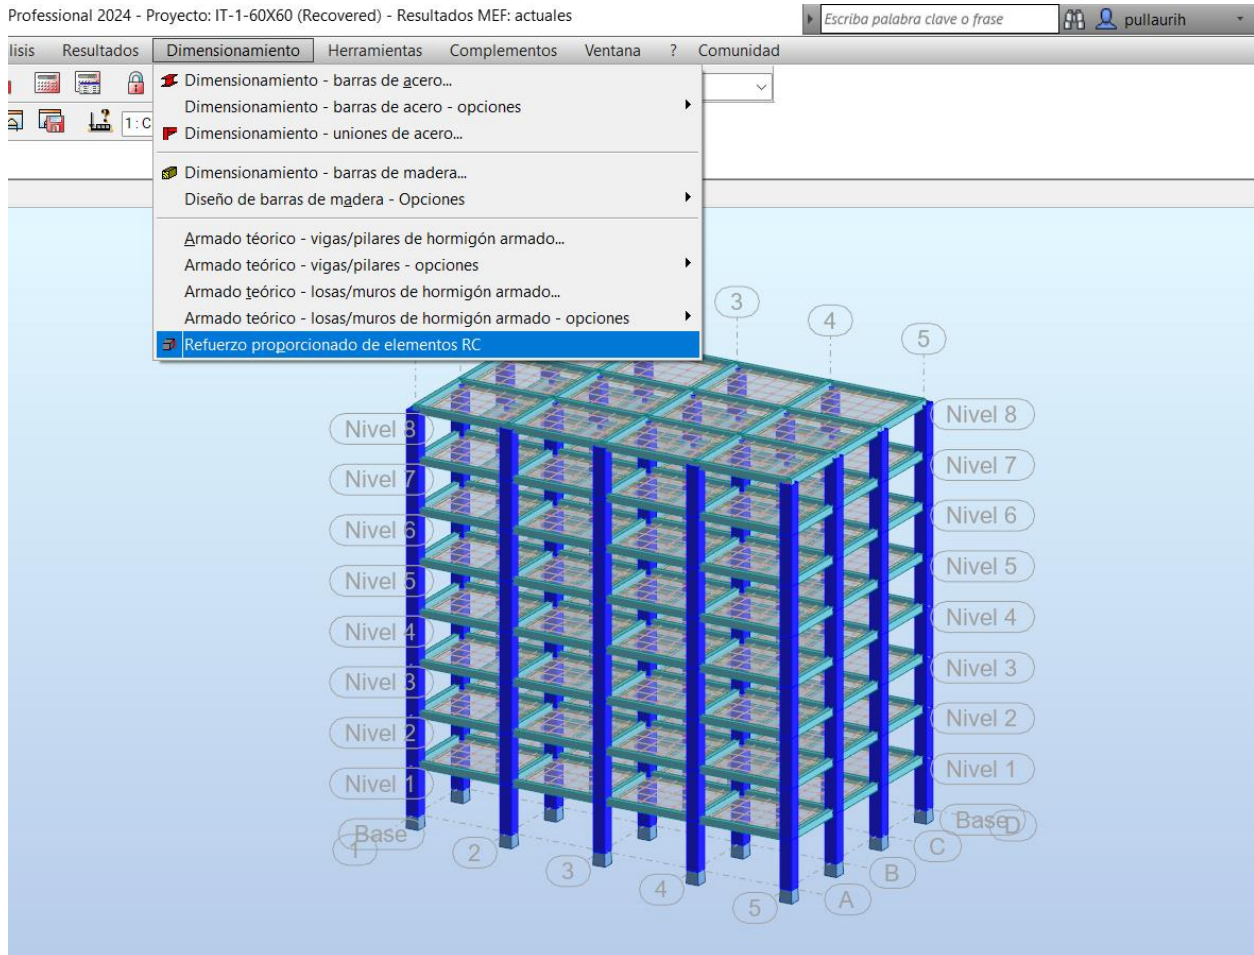 Professional 2024 - Proyecto: IT-1-60X60 (Recovered) - Resultados MEF: actuales
Escriba palabra clave o frase
pullaurih
lisis Resultados Dimensionamiento Herramientas Complementos Ventana ? Comunidad
Dimensionamiento - barras de acero...
Dimensionamiento - barras de acero - opciones
1 : C
Dimensionamiento - uniones de acero...
Dimensionamiento - barras de madera...
Diseño de barras de madera - Opciones
Armado téorico - vigas/pilares de hormigón armado...
Armado teórico - vigas/pilares - opciones
Armado teórico - losas/muros de hormigón armado...
Armado teórico - losas/muros de hormigón armado - opciones
Refuerzo proporcionado de elementos RC
3
4
5
Nivel 8 Nivel 8
Nivel 7 Nivel 7
Nivel 6 Nivel 6
Nivel 5 Nivel 5
Nivel 4 Nivel 4
Nivel 3 Nivel 3
Nivel 2 Nivel 2
Nivel 1 Nivel 1
Base Base D
1 2 C
3 B
4 A
5